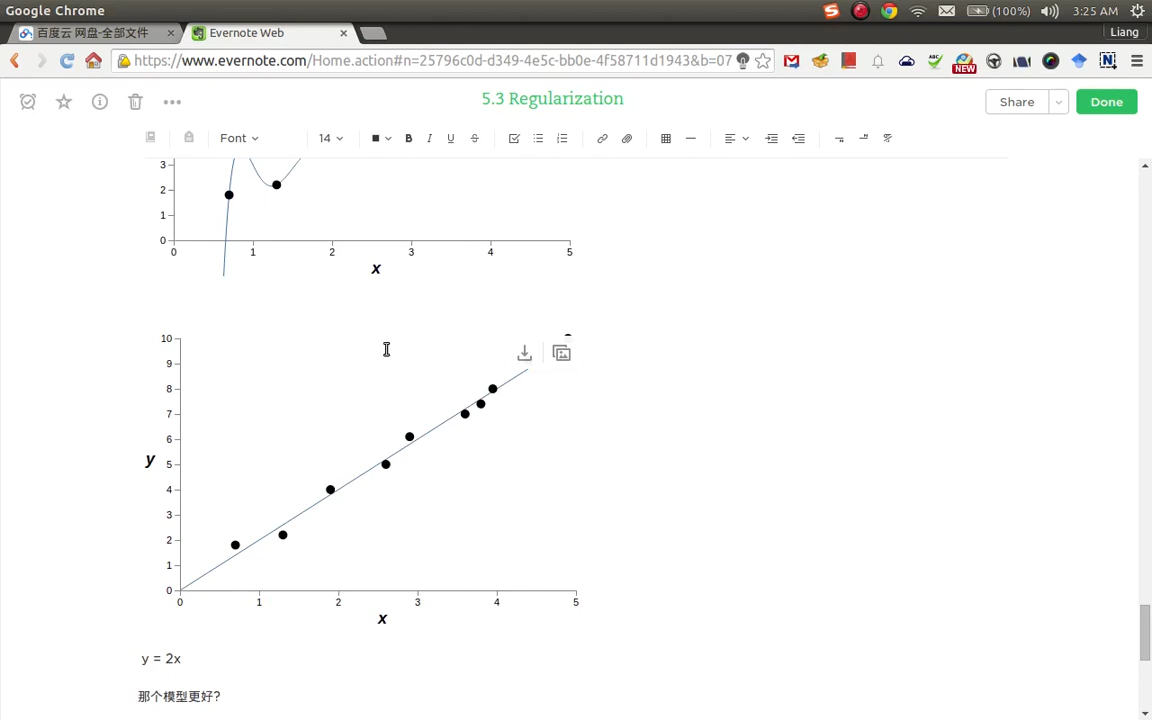 Google Chrome
(100%)
3:25 AM
百度云 网盘-全部文件
Evernote Web
Liang
https://www.evernote.com/Home.action#n=25796c0d-d349-4e5c-bb0e-4f58711d1943&b=07
NEW
5.3 Regularization
Share
Done
Font
14
B
I
U
3
2
1
0
0 1 2 3 4 5
x
10
9
8
7
6
y
5
4
3
2
1
0
0 1 2 3 4 5
x
y = 2x
那个模型更好?